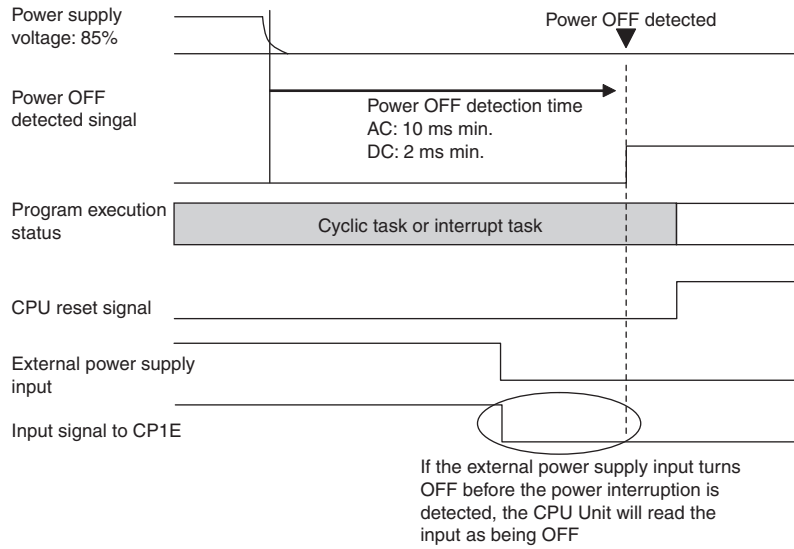 Power supply
voltage: 85%
Power OFF detected
Power OFF
detected singal
Power OFF detection time
AC: 10 ms min.
DC: 2 ms min.
Program execution
status
Cyclic task or interrupt task
CPU reset signal
External power supply
input
Input signal to CP1E
If the external power supply input turns
OFF before the power interruption is
detected, the CPU Unit will read the
input as being OFF